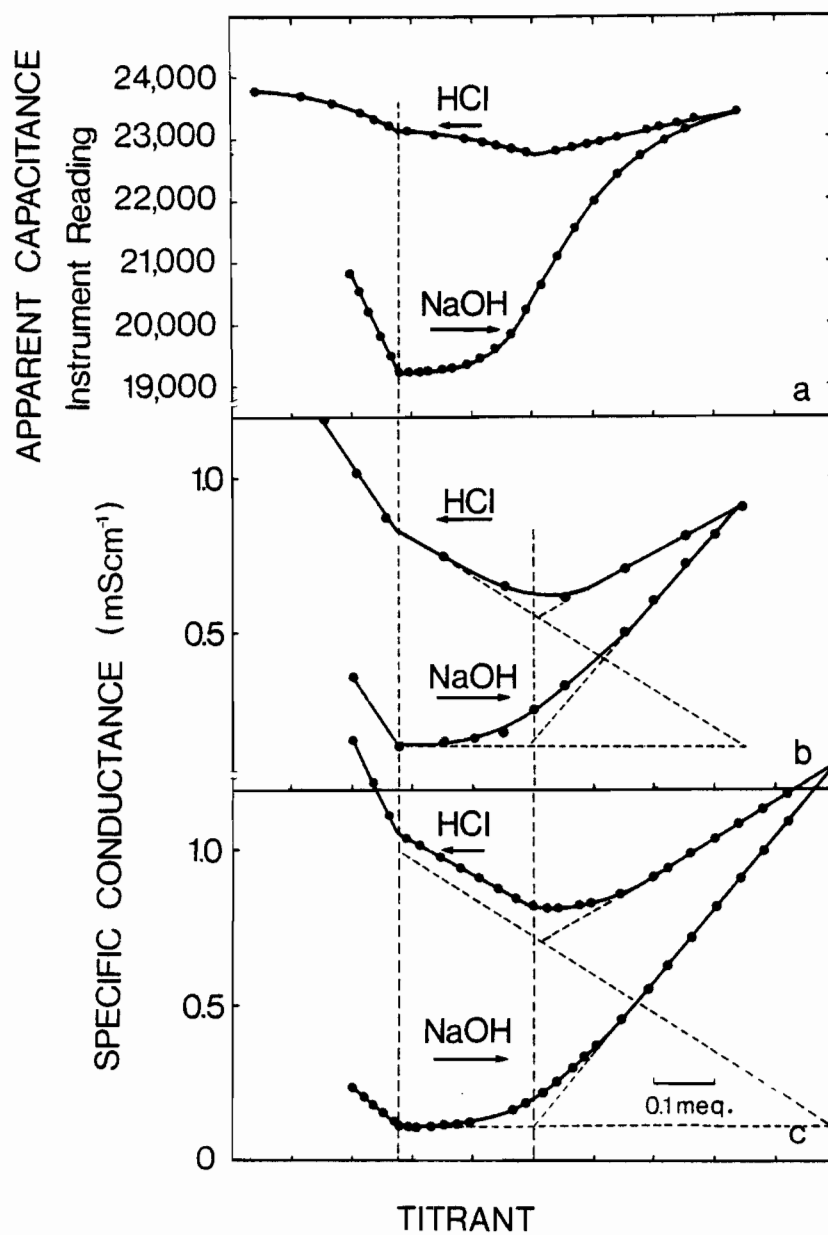 APPARENT CAPACITANCE
Instrument Reading
24,000
23,000
22,000
21,000
20,000
19,000
HCl
NaOH
a
SPECIFIC CONDUCTANCE (mScm⁻¹)
1.0
0.5
HCl
NaOH
b
1.0
0.5
0
HCl
NaOH
0.1 meq.
c
TITRANT